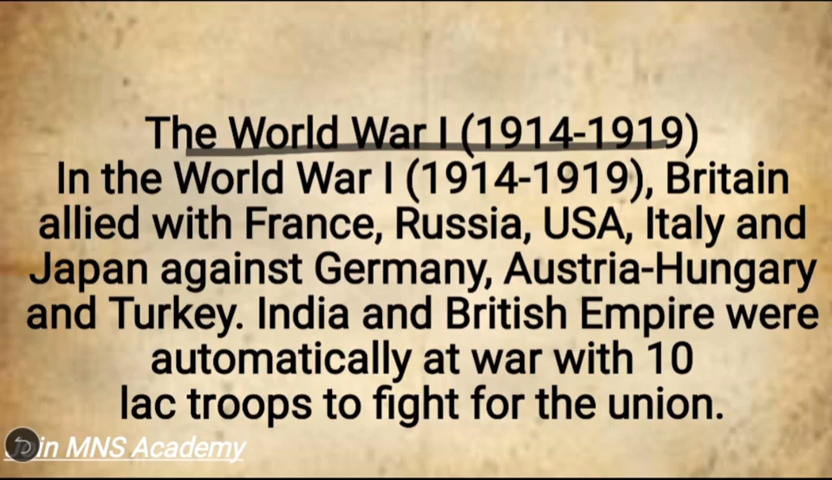 The World War I (1914-1919)
In the World War I (1914-1919), Britain
allied with France, Russia, USA, Italy and
Japan against Germany, Austria-Hungary
and Turkey. India and British Empire were
automatically at war with 10
lac troops to fight for the union.
in MNS Academy